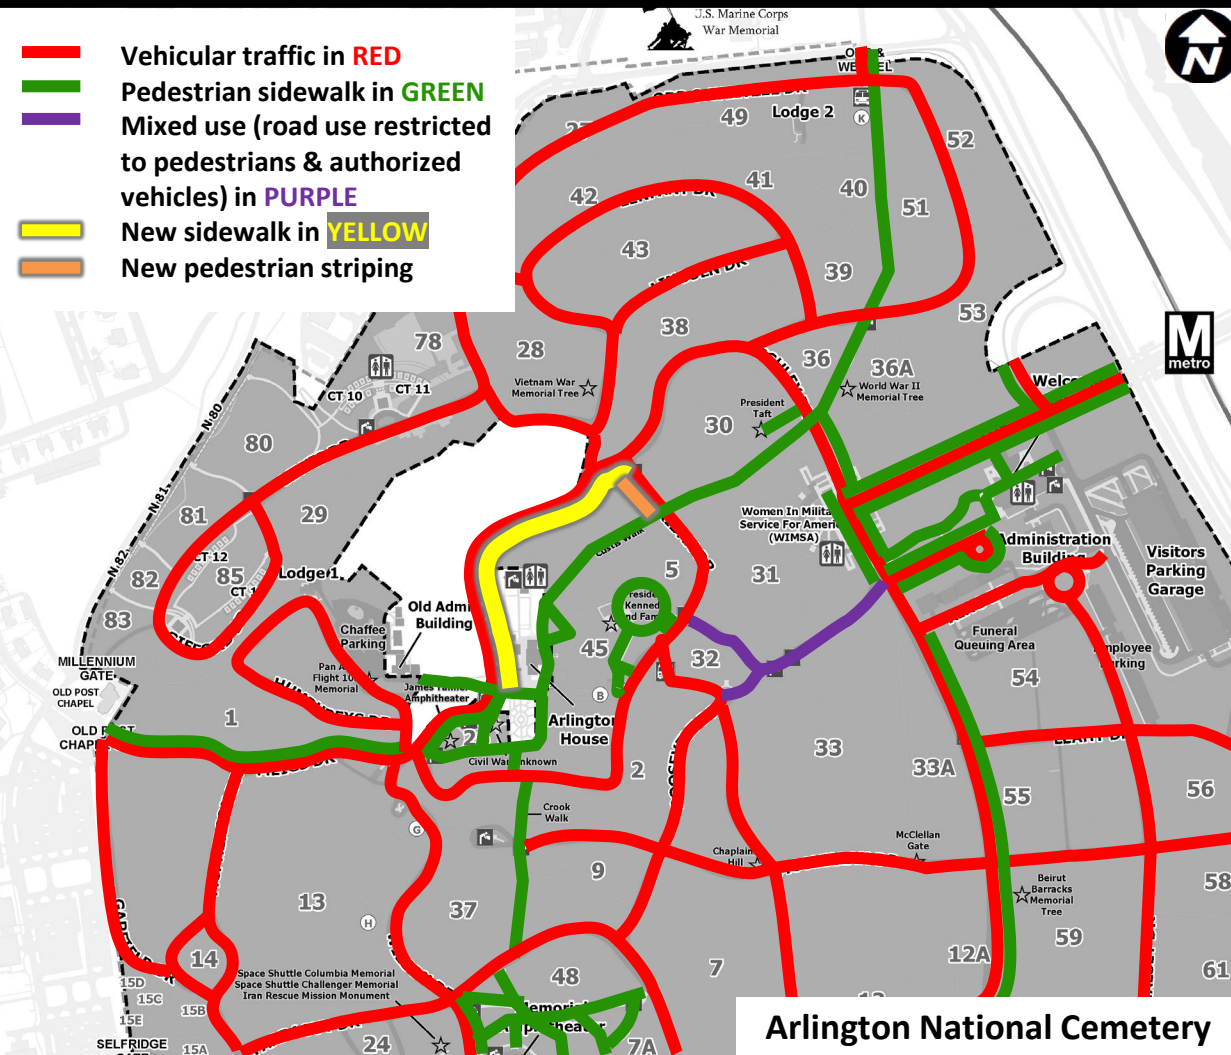 U.S. Marine Corps
War Memorial
N
Vehicular traffic in RED
Pedestrian sidewalk in GREEN
Mixed use (road use restricted
to pedestrians & authorized
vehicles) in PURPLE
New sidewalk in YELLOW
New pedestrian striping
Lodge 2
K
49
52
42
41
40
51
43
39
53
38
M
metro
78
28
36
36A
CT 11
CT 10
Vietnam War
Memorial Tree
World War II
Memorial Tree
President
Taft
30
N.80
80
N.81
81
29
Women In
Service For
(WIMSA)
Administration
Visitors
Parking
Garage
N.82
CT 12
82
85
Lodge 1
5
31
83
Old
Building
Chaffee
Parking
45
32
Funeral
Queuing Area
Parking
MILLENNIUM
GATE
OLD POST
CHAPEL
Memorial
Amphitheater
B
54
1
Arlington
House
2
33
33A
55
56
Crook
Walk
G
McClellan
Gate
Chaplain
Hill
9
13
37
H
Beirut
Barracks
Memorial
Tree
58
59
14
12A
7
61
48
15D
15C
15B
15E
15A
Space Shuttle Columbia Memorial
Space Shuttle Challenger Memorial
Iran Rescue Mission Monument
SELFRIDGE
24
7A
Arlington National Cemetery